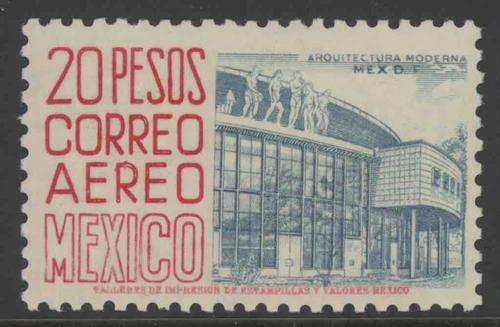 20 PESOS
CORREO
AEREO
MEXICO
ARQUITECTURA MODERNA
MEX. D. F.
TALLERES DE IMPRESION DE ESTAMPILLAS Y VALORES-MEXICO